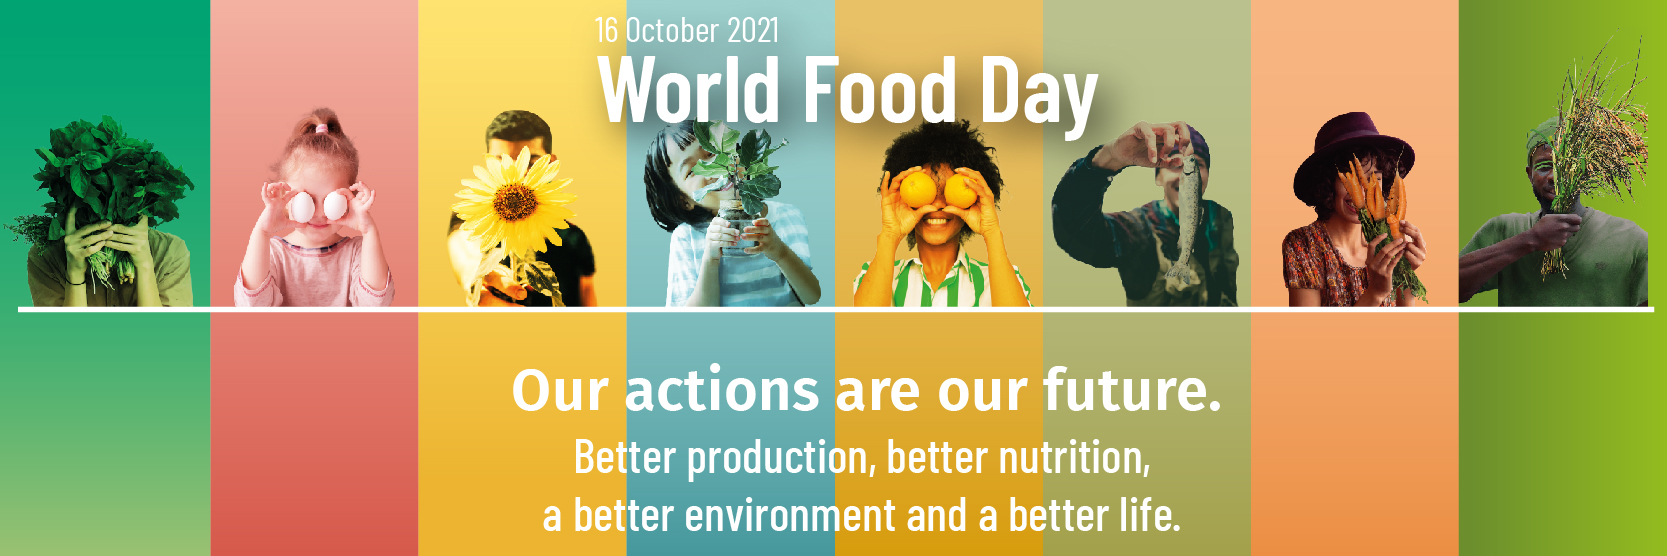 16 October 2021
World Food Day
Our actions are our future.
Better production, better nutrition,
a better environment and a better life.